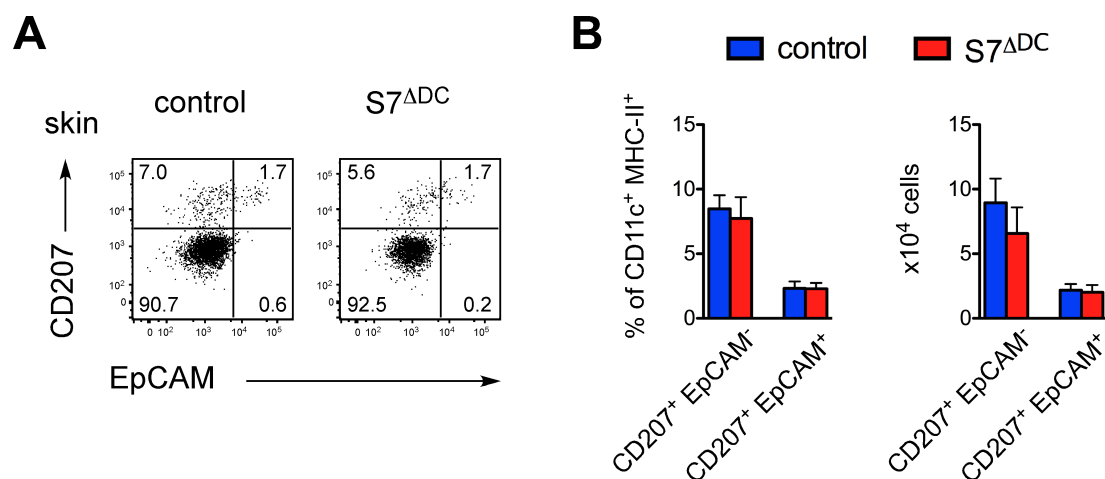 A
B
control
S7ΔDC
control
S7ΔDC
skin
CD207
7.0
1.7
5.6
1.7
10⁵
10⁴
10³
10²
0
10⁵
10⁴
10³
10²
0
90.7
0.6
92.5
0.2
0 10² 10³ 10⁴ 10⁵
0 10² 10³ 10⁴ 10⁵
EpCAM
% of CD11c⁺ MHC-II⁺
15
10
5
0
CD207⁺ EpCAM⁻
CD207⁺ EpCAM⁺
x10⁴ cells
15
10
5
0
CD207⁺ EpCAM⁻
CD207⁺ EpCAM⁺